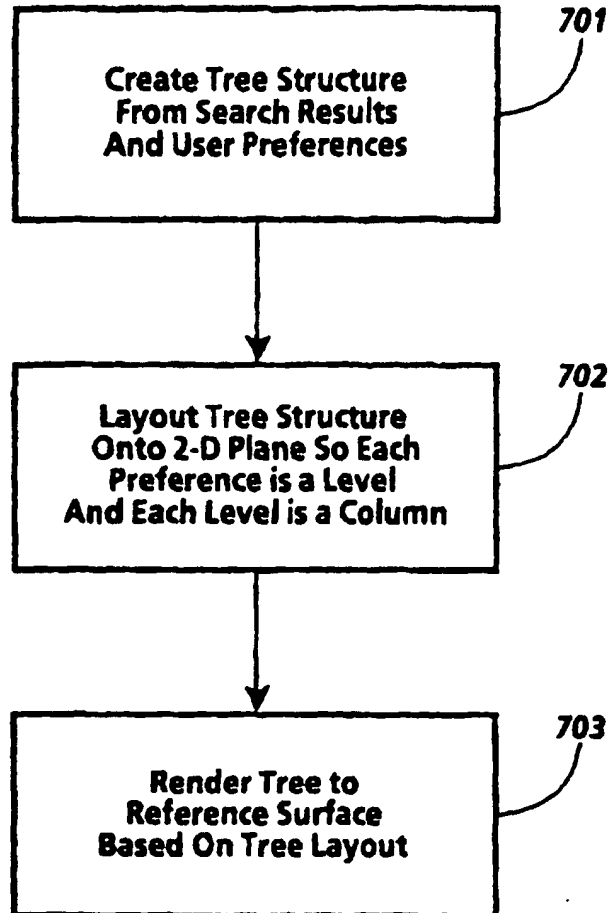 701
Create Tree Structure
From Search Results
And User Preferences
702
Layout Tree Structure
Onto 2-D Plane So Each
Preference is a Level
And Each Level is a Column
703
Render Tree to
Reference Surface
Based On Tree Layout